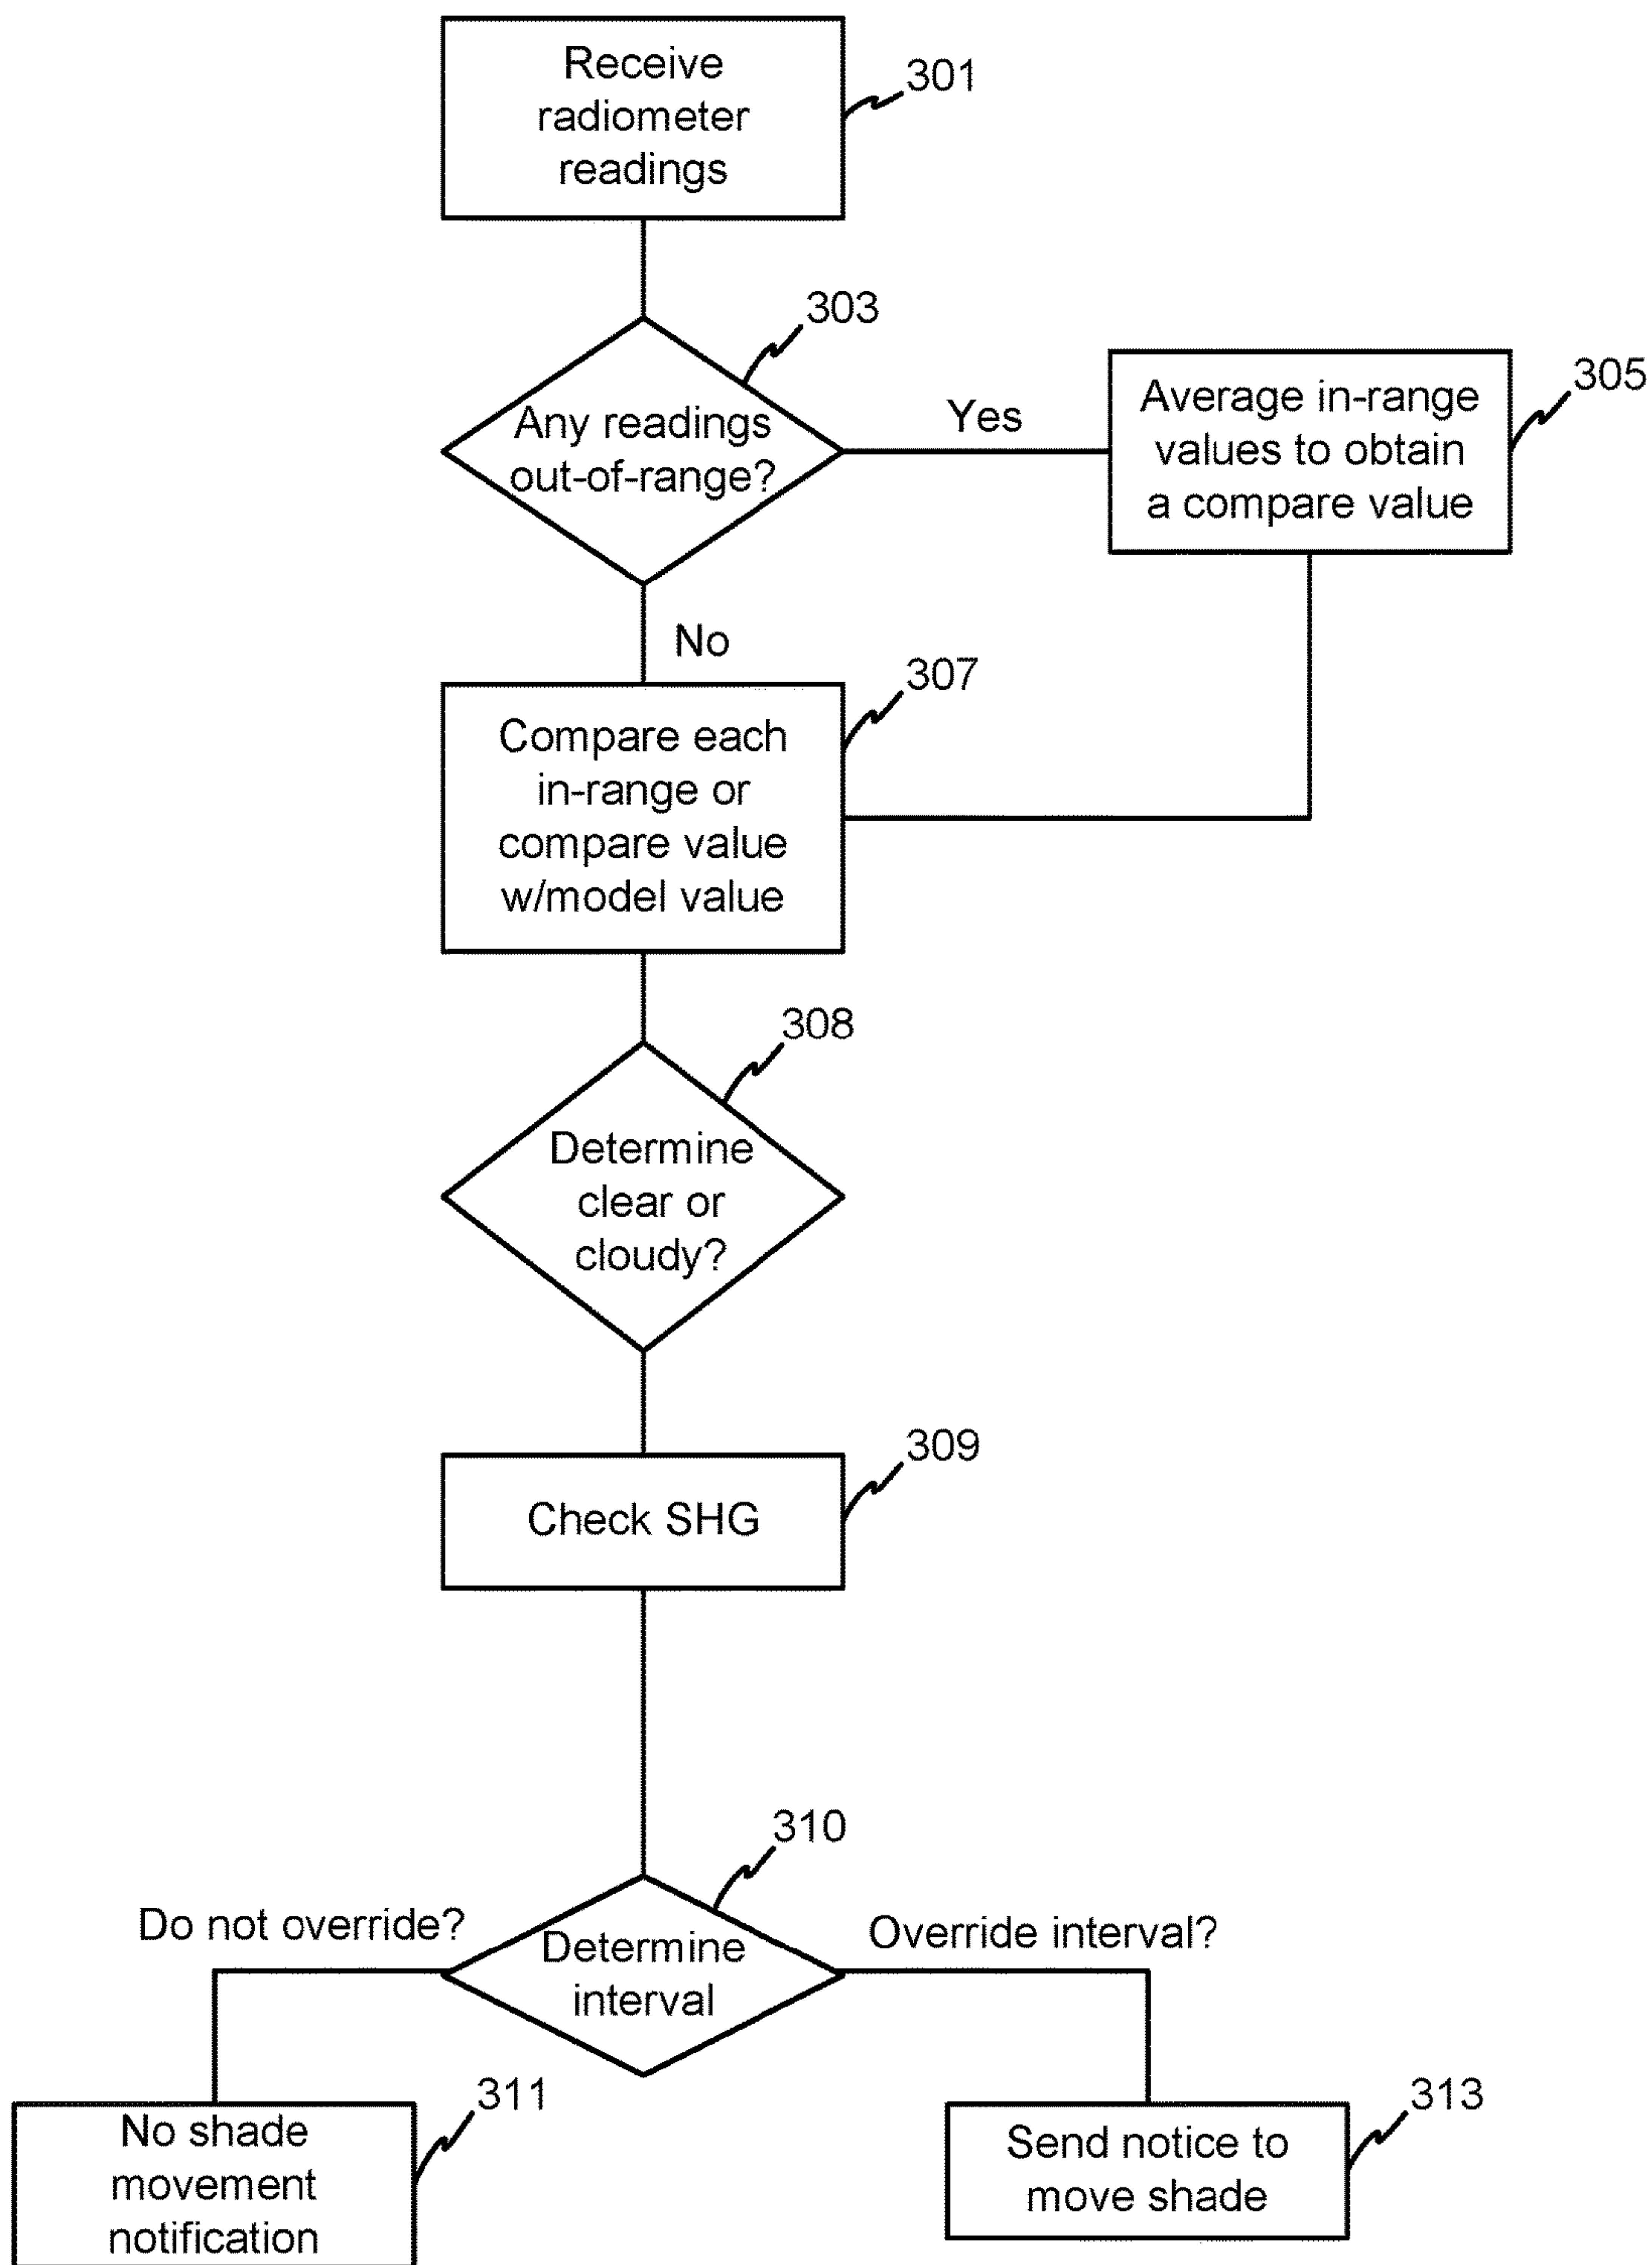 Receive
radiometer
readings
301
303
Any readings
out-of-range?
Yes
Average in-range
values to obtain
a compare value
305
No
307
Compare each
in-range or
compare value
w/model value
308
Determine
clear or
cloudy?
309
Check SHG
310
Do not override?
Determine
interval
Override interval?
311
No shade
movement
notification
313
Send notice to
move shade